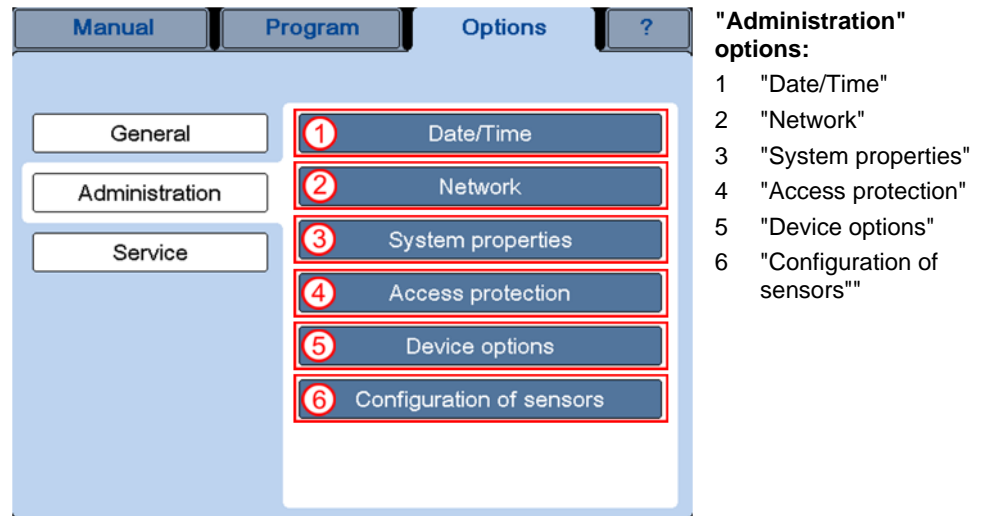 Manual Program Options ?
General
Administration
Service
1 Date/Time
2 Network
3 System properties
4 Access protection
5 Device options
6 Configuration of sensors
"Administration"
options:
1 "Date/Time"
2 "Network"
3 "System properties"
4 "Access protection"
5 "Device options"
6 "Configuration of
sensors""